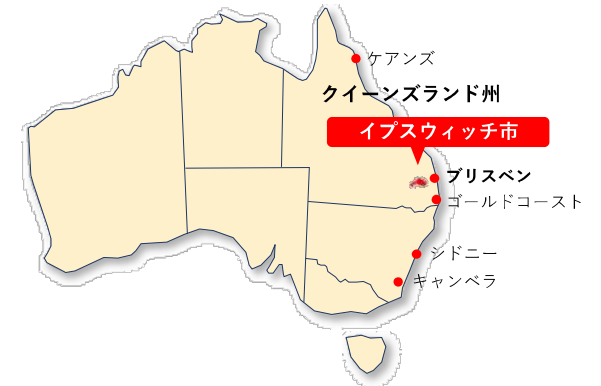 ケアンズ
クイーンズランド州
イプスウィッチ市
ブリスベン
ゴールドコースト
シドニー
キャンベラ